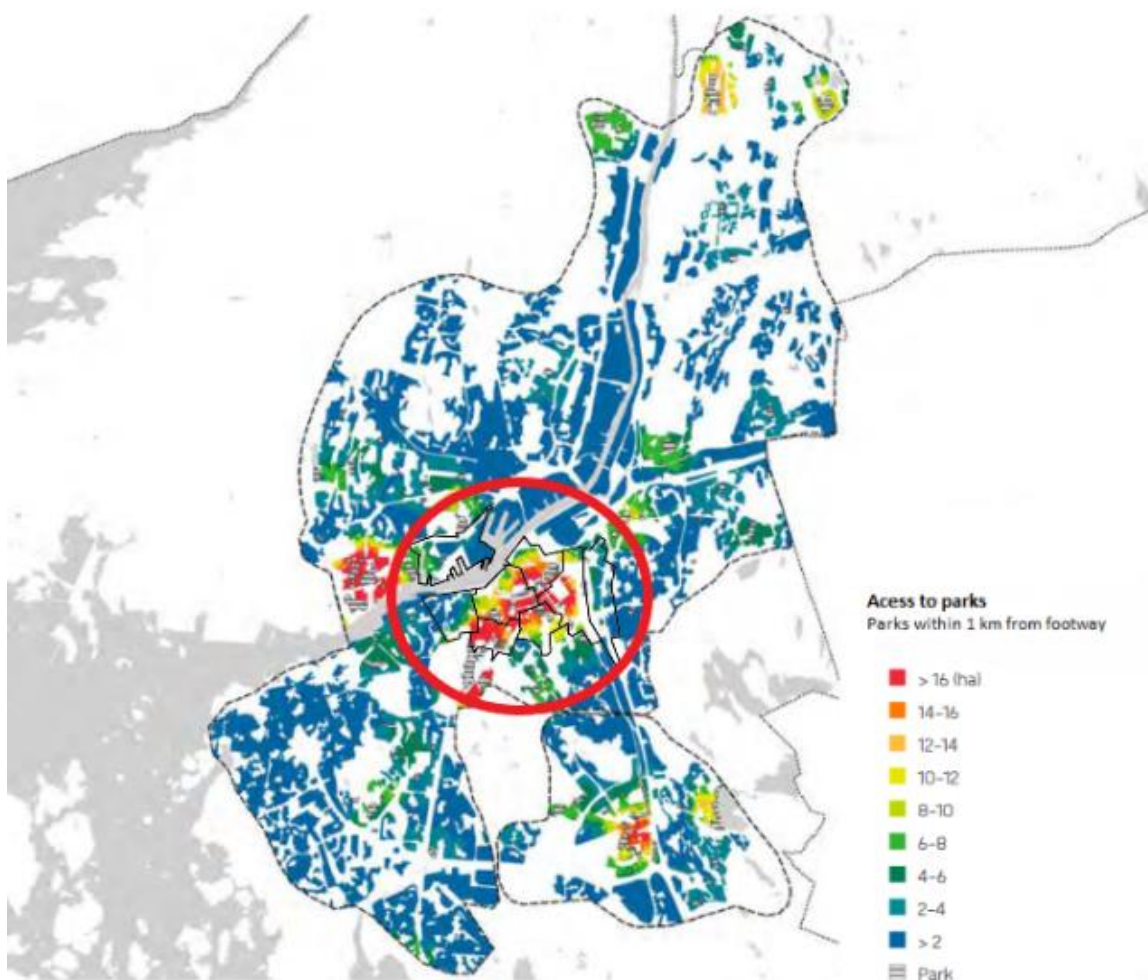 Acess to parks
Parks within 1 km from footway
> 16 (ha)
14-16
12-14
10-12
8-10
6-8
4-6
2-4
> 2
Park